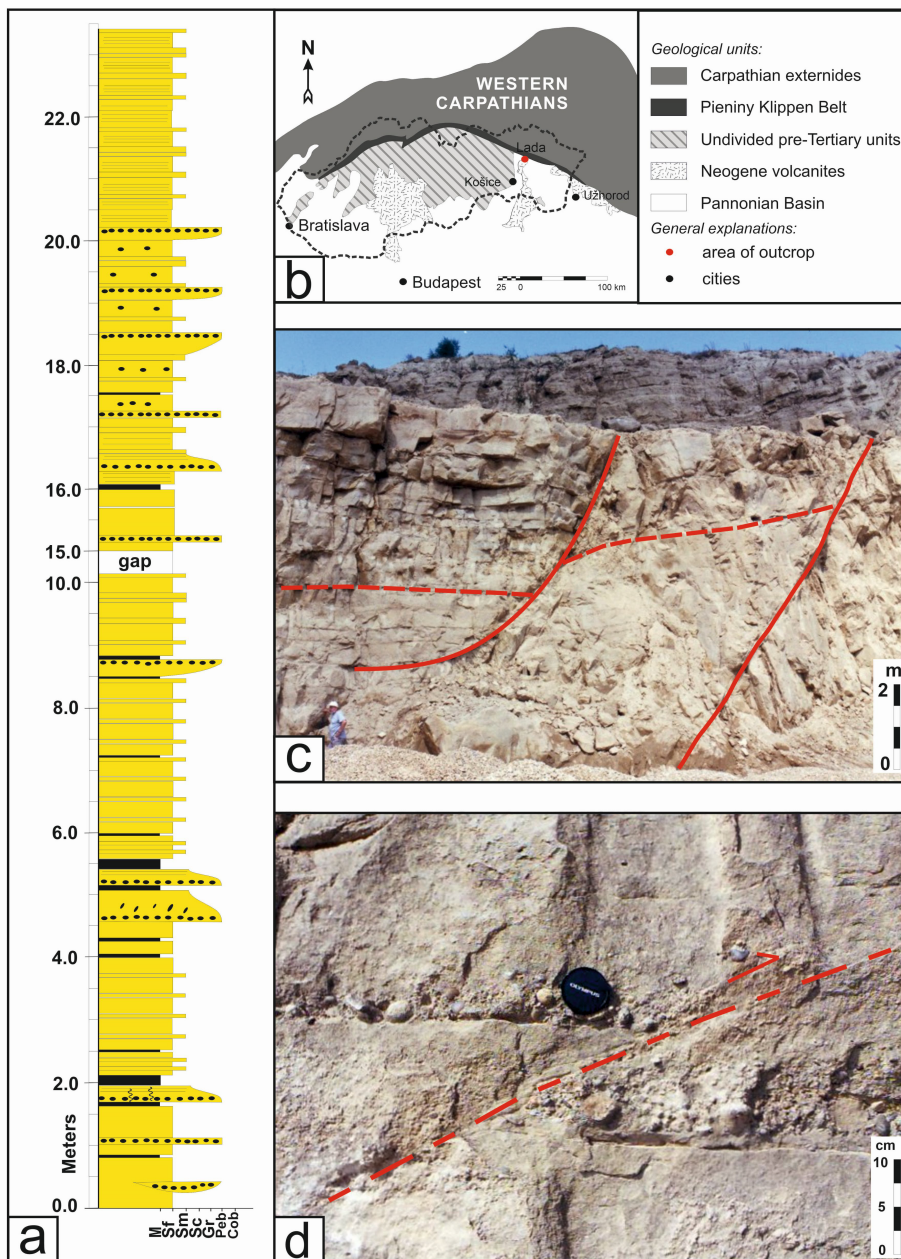 22.0
20.0
18.0
16.0
15.0
gap
10.0
8.0
6.0
4.0
2.0
Meters
0.0
M
Sf
Sm
Sc
Gr
Peb
Cob
a
N
WESTERN
CARPATHIANS
Lada
Košice
Užhorod
Bratislava
Budapest
25 0 100 km
b
Geological units:
Carpathian externides
Pieniny Klippen Belt
Undivided pre-Tertiary units
Neogene volcanites
Pannonian Basin
General explanations:
area of outcrop
cities
m
2
0
c
OLYMPUS
cm
10
5
0
d